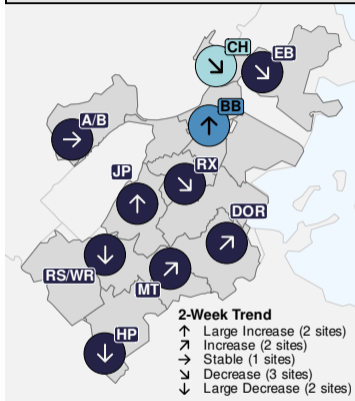 CH
EB
BB
A/B
RX
JP
DOR
RS/WR
MT
HP
2-Week Trend
↑ Large Increase (2 sites)
↗ Increase (2 sites)
→ Stable (1 sites)
↘ Decrease (3 sites)
↓ Large Decrease (2 sites)